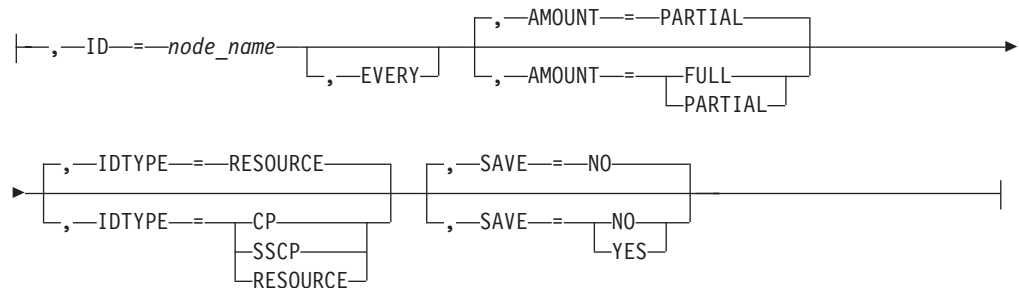 , AMOUNT = PARTIAL
, ID = node_name
, EVERY , AMOUNT = FULL
PARTIAL
, IDTYPE = RESOURCE , SAVE = NO
, IDTYPE = CP , SAVE = NO
SSCP YES
RESOURCE